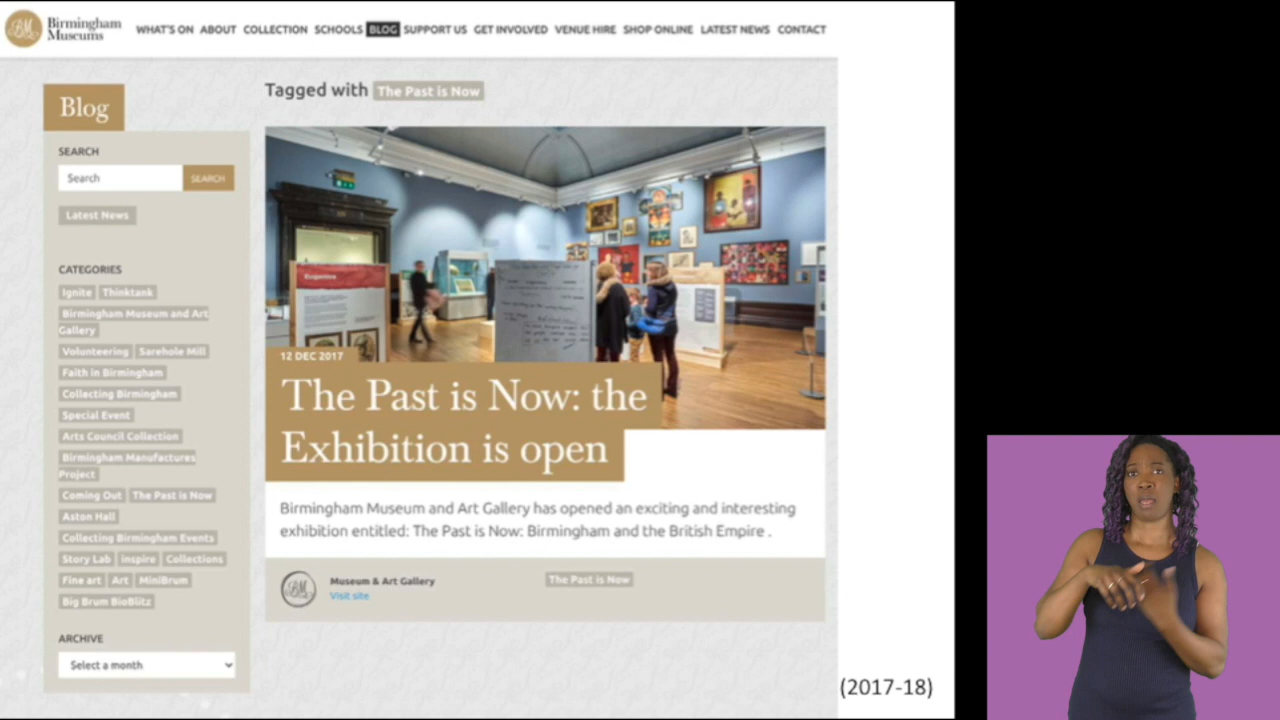 Birmingham
Museums
WHAT'S ON ABOUT COLLECTION SCHOOLS BLOG SUPPORT US GET INVOLVED VENUE HIRE SHOP ONLINE LATEST NEWS CONTACT
Blog
SEARCH
Search SEARCH
Latest News
CATEGORIES
Ignite Thinktank
Birmingham Museum and Art
Gallery
Volunteering Sarehole Mill
Faith in Birmingham
Collecting Birmingham
Special Event
Arts Council Collection
Birmingham Manufactures
Project
Coming Out The Past is Now
Aston Hall
Collecting Birmingham Events
Story Lab inspire Collections
Fine art Art MiniBrum
Big Brum BioBlitz
ARCHIVE
Select a month
Tagged with The Past is Now
Eugenics
12 DEC 2017
The Past is Now: the
Exhibition is open
Birmingham Museum and Art Gallery has opened an exciting and interesting
exhibition entitled: The Past is Now: Birmingham and the British Empire .
Museum & Art Gallery
Visit site
The Past is Now
(2017-18)